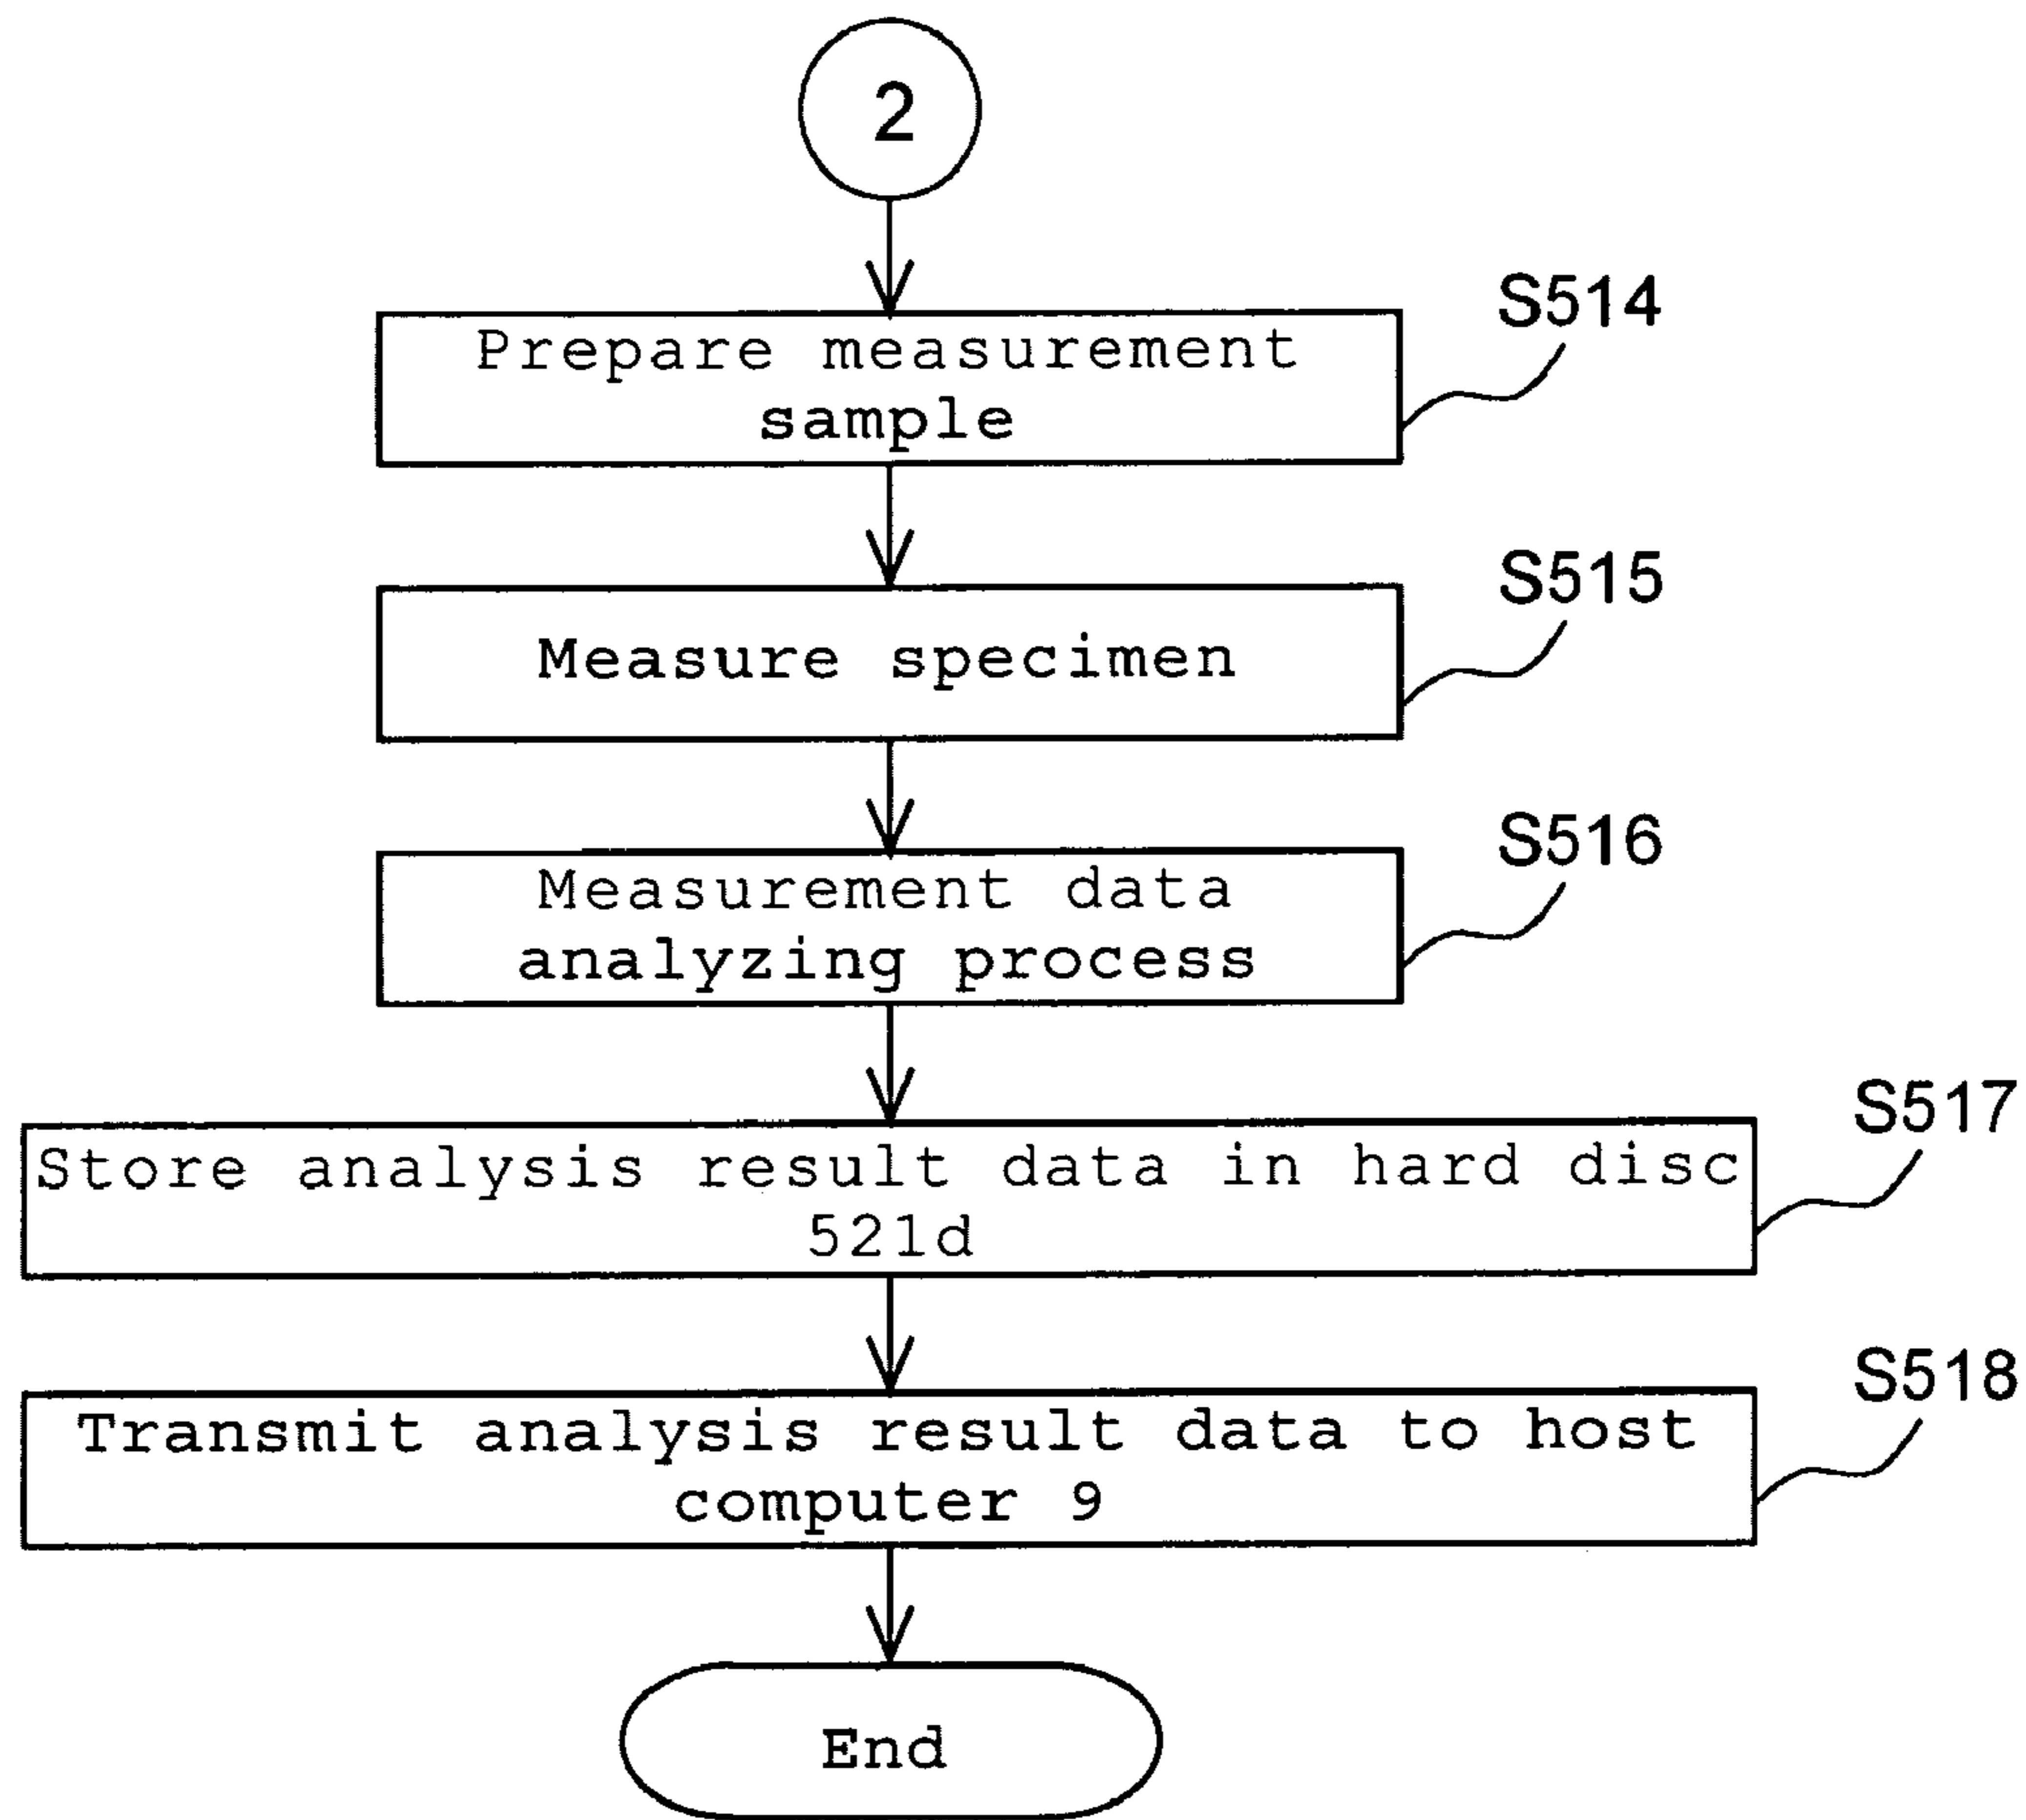 2
S514
Prepare measurement
sample
S515
Measure specimen
S516
Measurement data
analyzing process
S517
Store analysis result data in hard disc
521d
S518
Transmit analysis result data to host
computer 9
End